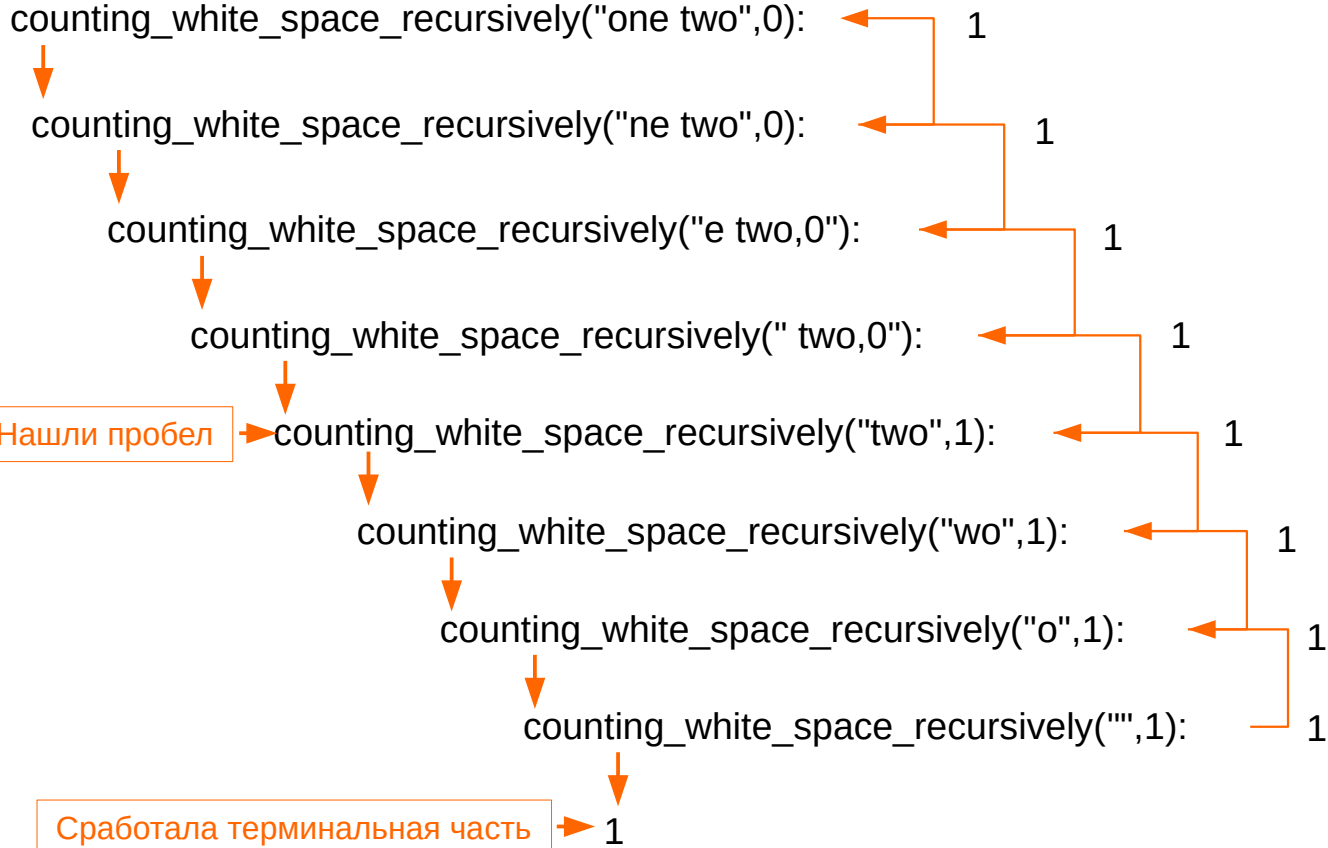 counting_white_space_recursively("one two",0): 1
counting_white_space_recursively("ne two",0): 1
counting_white_space_recursively("e two,0"): 1
counting_white_space_recursively(" two,0"): 1
Нашли пробел counting_white_space_recursively("two",1): 1
counting_white_space_recursively("wo",1): 1
counting_white_space_recursively("o",1): 1
counting_white_space_recursively("",1): 1
Сработала терминальная часть 1